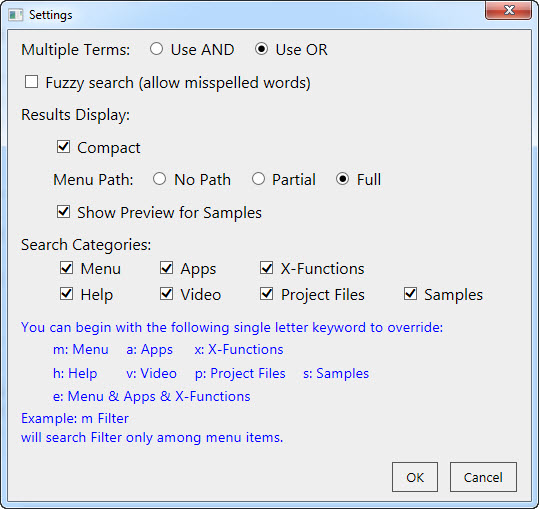 Settings
Multiple Terms: Use AND Use OR
Fuzzy search (allow misspelled words)
Results Display:
Compact
Menu Path: No Path Partial Full
Show Preview for Samples
Search Categories:
Menu Apps X-Functions
Help Video Project Files Samples
You can begin with the following single letter keyword to override:
m: Menu a: Apps x: X-Functions
h: Help v: Video p: Project Files s: Samples
e: Menu & Apps & X-Functions
Example: m Filter
will search Filter only among menu items.
OK Cancel